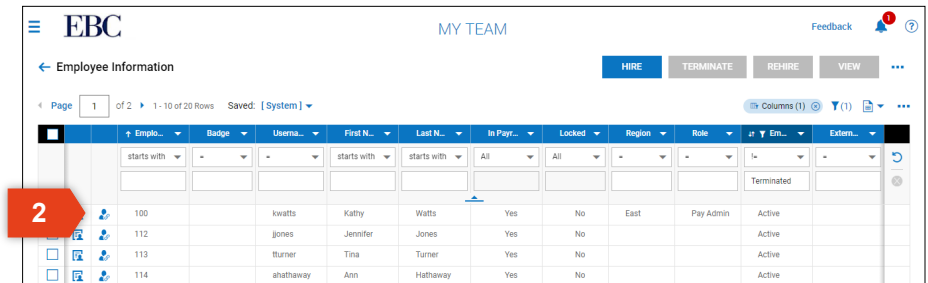 EBC MY TEAM Feedback 1 ?
Employee Information HIRE TERMINATE REHIRE VIEW
Page 1 of 2 1 - 10 of 20 Rows Saved: [ System ] Columns (1) (1)
Emplo... Badge Userna... First N... Last N... In Payr... Locked Region Role Em... Extern...
starts with = = starts with starts with All All = = != =
Terminated
2 100 kwatts Kathy Watts Yes No East Pay Admin Active
112 jjones Jennifer Jones Yes No Active
113 tturner Tina Turner Yes No Active
114 ahathaway Ann Hathaway Yes No Active